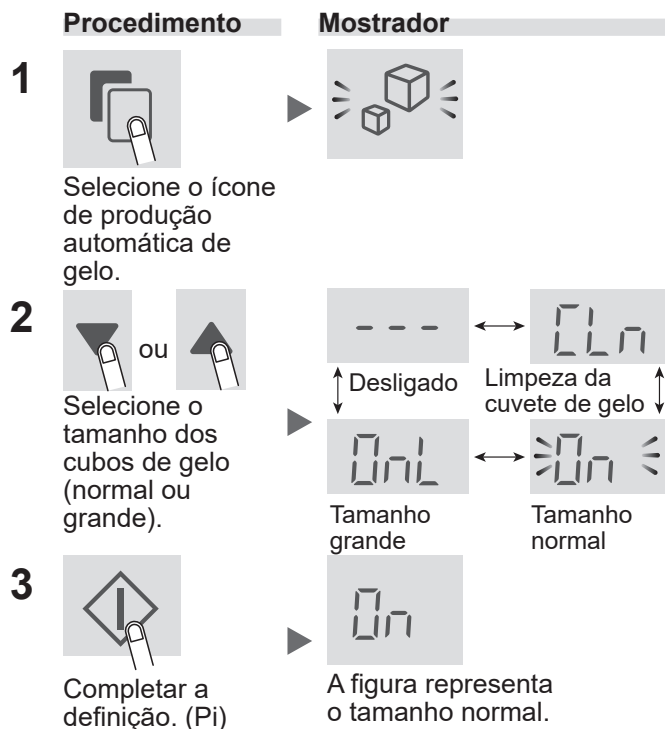 Procedimento
Mostrador
1
Selecione o ícone
de produção
automática de
gelo.
2
ou
Selecione o
tamanho dos
cubos de gelo
(normal ou
grande).
- - -
CLn
Desligado
Limpeza da
cuvete de gelo
OnL
On
Tamanho
grande
Tamanho
normal
3
Completar a
definição. (Pi)
On
A figura representa
o tamanho normal.